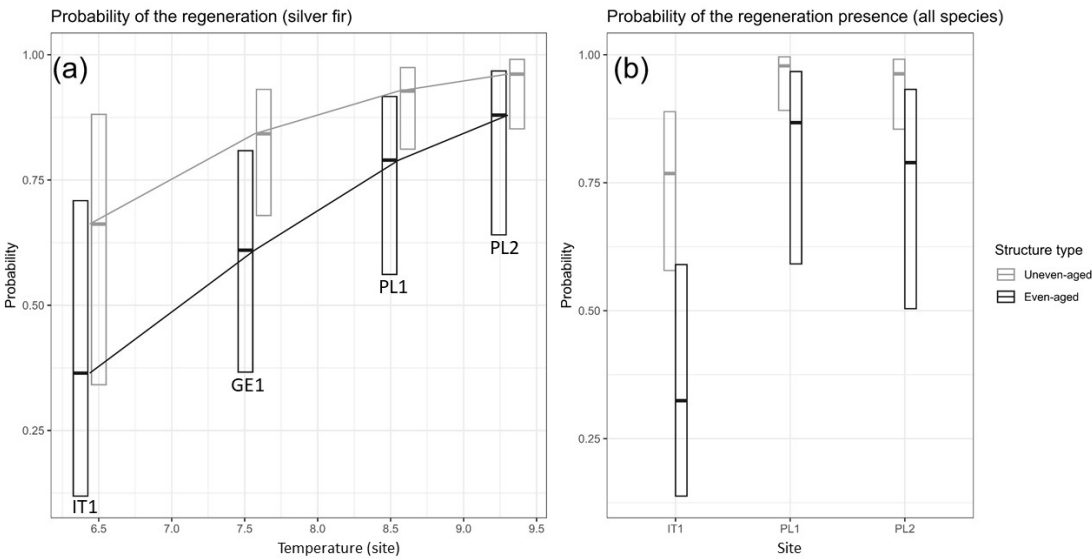 Probability of the regeneration (silver fir)
(a)
Probability
1.00
0.75
0.50
0.25
IT1
GE1
PL1
PL2
6.5 7.0 7.5 8.0 8.5 9.0 9.5
Temperature (site)
Probability of the regeneration presence (all species)
(b)
Probability
1.00
0.75
0.50
0.25
IT1 PL1 PL2
Site
Structure type
Uneven-aged
Even-aged